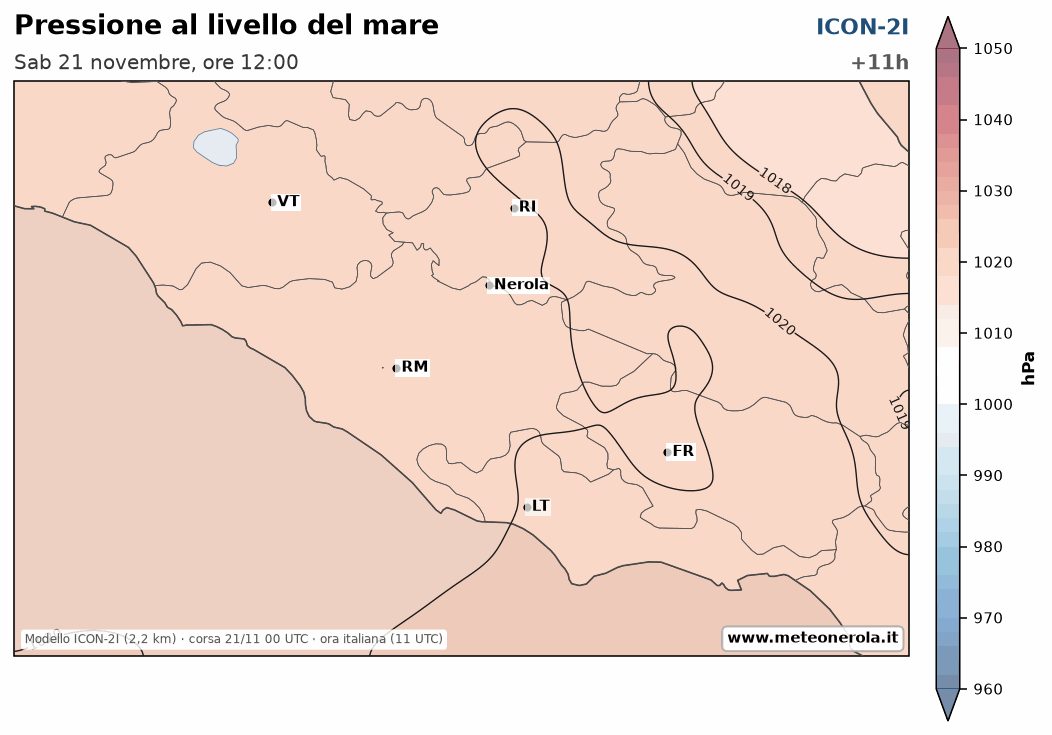 Pressione al livello del mare
ICON-2I
Sab 21 novembre, ore 12:00
+11h
1050
1040
1030
1020
1010
1000
990
980
970
960
hPa
1018
1019
VT
RI
Nerola
1020
RM
1019
FR
LT
Modello ICON-2I (2,2 km) · corsa 21/11 00 UTC · ora italiana (11 UTC)
www.meteonerola.it